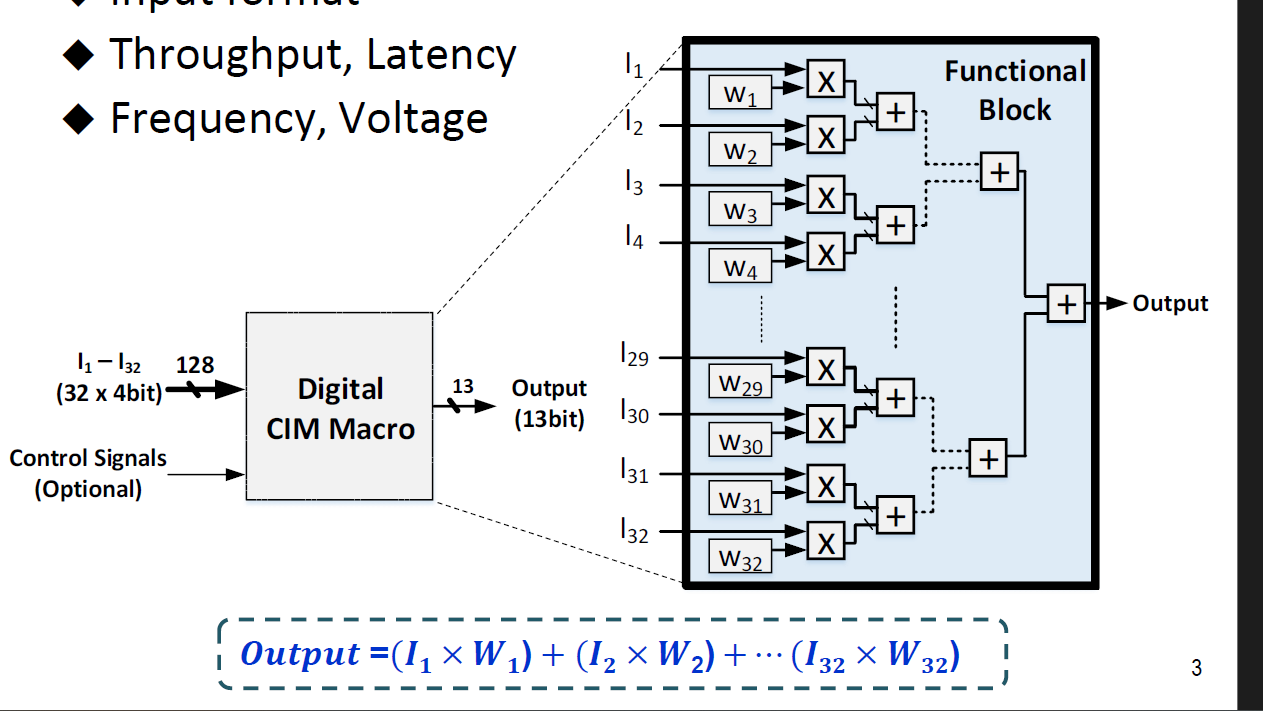 ◆ Input format
◆ Throughput, Latency
◆ Frequency, Voltage
Functional
Block
I1
W1
X
+
I2
W2
X
+
I3
W3
X
+
I4
W4
X
+
Output
I29
W29
X
+
I30
W30
X
+
I31
W31
X
+
I32
W32
X
I1 – I32
(32 x 4bit)
128
Control Signals
(Optional)
Digital
CIM Macro
13
Output
(13bit)
Output =(I1 × W1) + (I2 × W2) + ⋯ (I32 × W32)
3